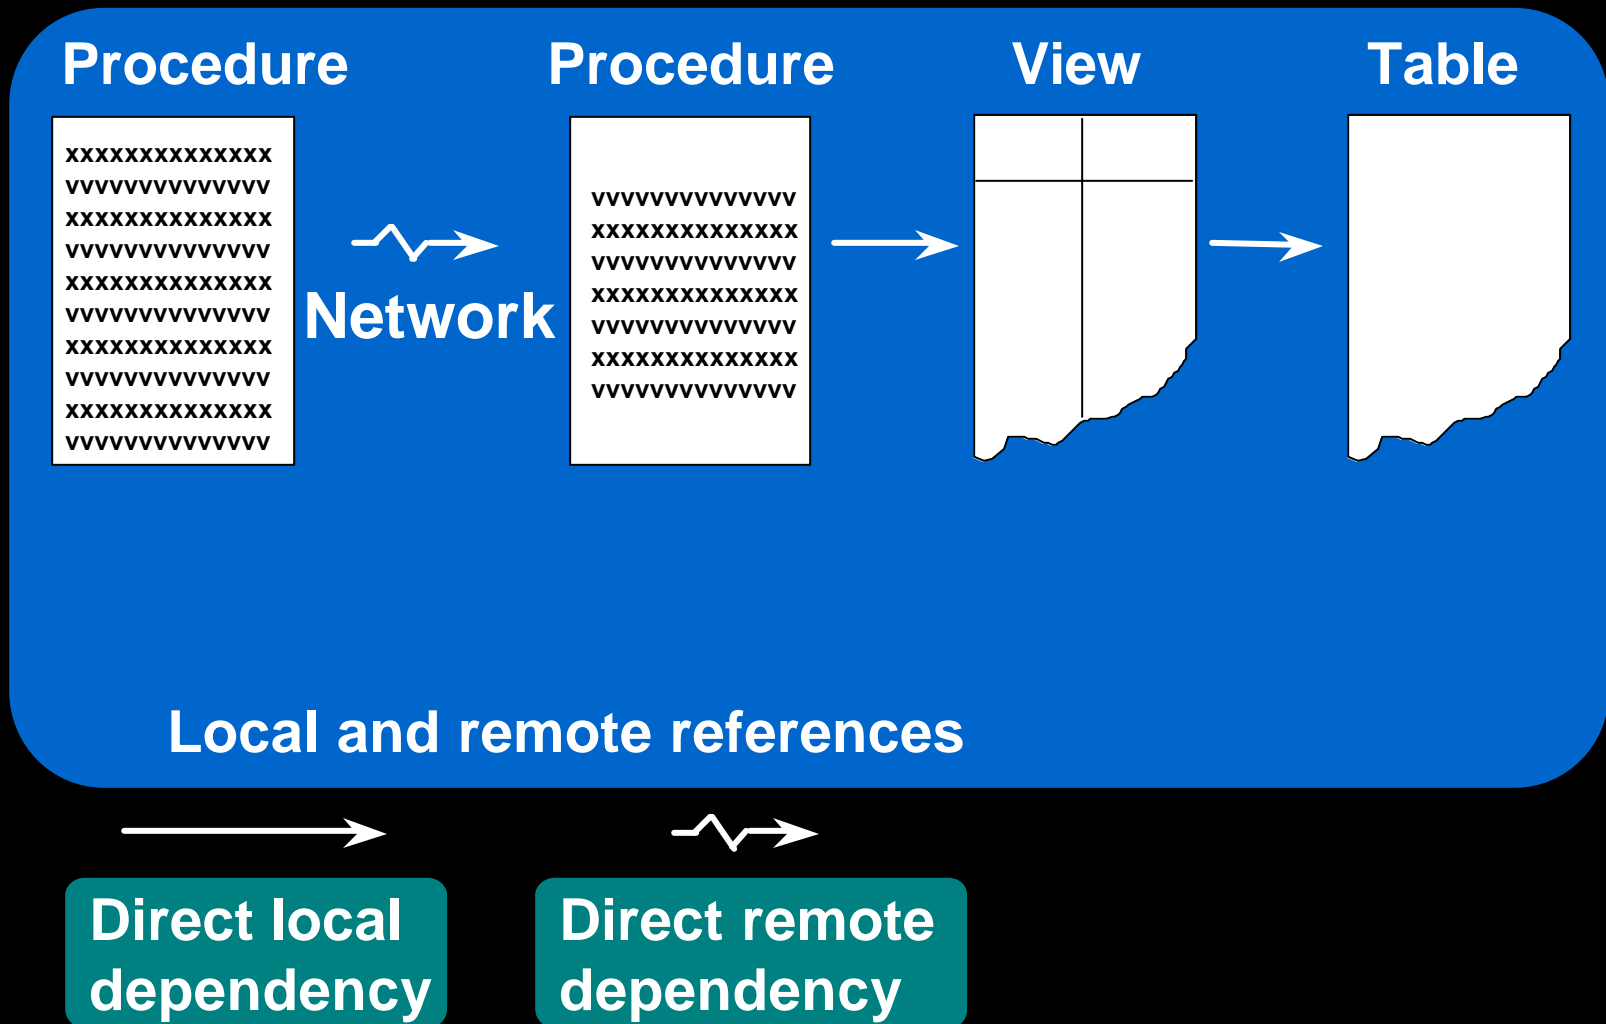 Procedure Procedure View Table
xxxxxxxxxxxxxx
vvvvvvvvvvvvvv
xxxxxxxxxxxxxx
vvvvvvvvvvvvvv
xxxxxxxxxxxxxx
vvvvvvvvvvvvvv
xxxxxxxxxxxxxx
vvvvvvvvvvvvvv
xxxxxxxxxxxxxx
vvvvvvvvvvvvvv
Network
vvvvvvvvvvvvvv
xxxxxxxxxxxxxx
vvvvvvvvvvvvvv
xxxxxxxxxxxxxx
vvvvvvvvvvvvvv
xxxxxxxxxxxxxx
vvvvvvvvvvvvvv
Local and remote references
Direct local
dependency
Direct remote
dependency